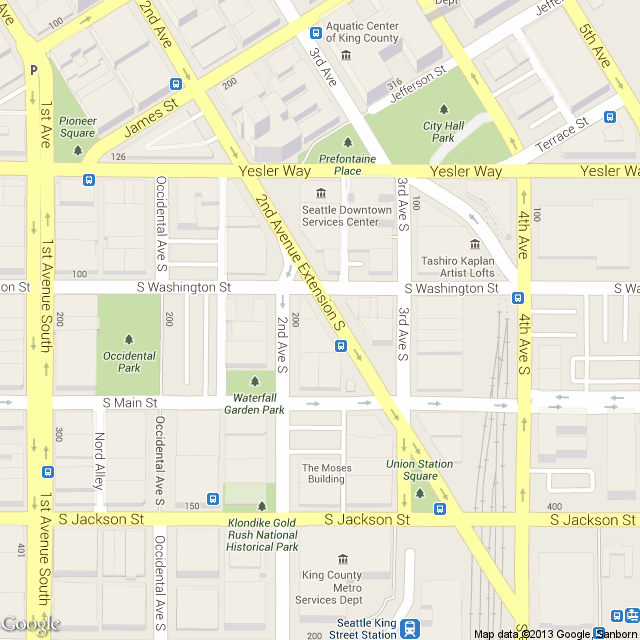 100
2nd Ave
Dept
Jefferson St
5th Ave
Aquatic Center
of King County
3rd Ave
P
1st Ave
200
316
Jefferson St
James St
Pioneer
Square
City Hall
Park
Terrace St
126
Prefontaine
Place
Yesler Way
Yesler Way
Yesler Wa
Occidental Ave S
2nd Avenue Extension S
Seattle Downtown
Services Center
3rd Ave S
100
100
4th Ave
1st Avenue South
Tashiro Kaplan
Artist Lofts
100
on St
S Washington St
S Washington St
S Wa
200
200
200
2nd Ave S
3rd Ave S
4th Ave S
Occidental
Park
Waterfall
Garden Park
S Main St
300
Nord Alley
Occidental Ave S
The Moses
Building
Union Station
Square
150
400
S Jackson St
S Jackson St
S Jackson St
Klondike Gold
Rush National
Historical Park
401
1st Avenue South
Occidental Ave S
King County
Metro
Services Dept
200
Seattle King
Street Station
Google
Map data ©2013 Google, Sanbo